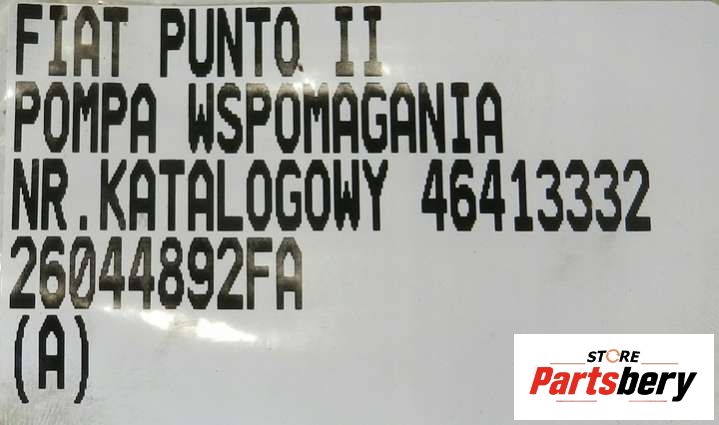 FIAT PUNTO II
POMPA WSPOMAGANIA
NR.KATALOGOWY 46413332
26044892FA
(A)
STORE
Partsbery